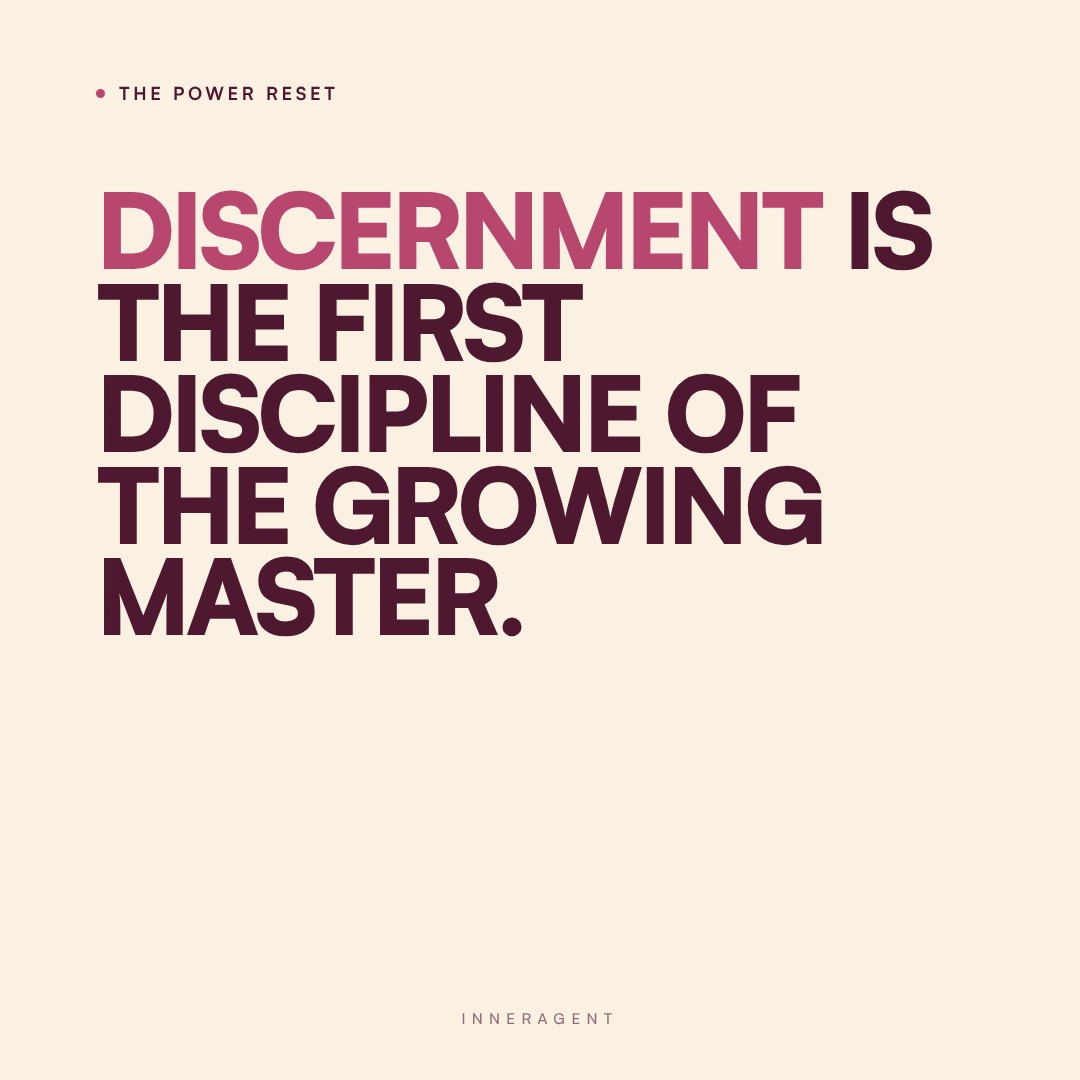 THE POWER RESET
DISCERNMENT IS
THE FIRST
DISCIPLINE OF
THE GROWING
MASTER.
INNERAGENT